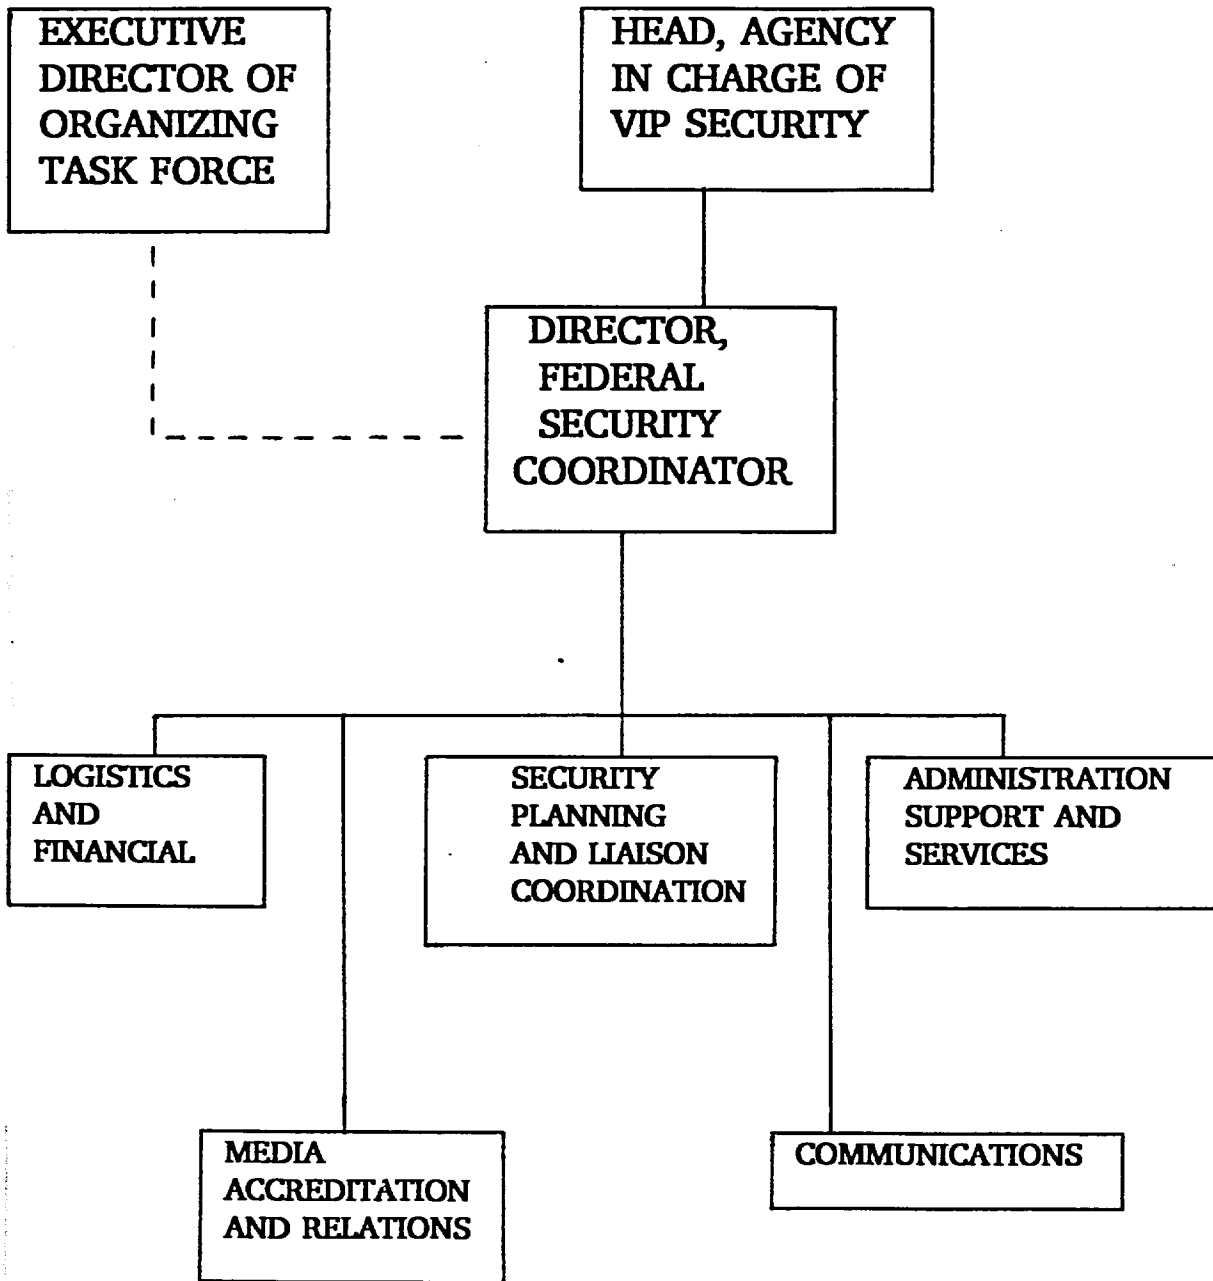 EXECUTIVE
DIRECTOR OF
ORGANIZING
TASK FORCE
HEAD, AGENCY
IN CHARGE OF
VIP SECURITY
DIRECTOR,
FEDERAL
SECURITY
COORDINATOR
LOGISTICS
AND
FINANCIAL
SECURITY
PLANNING
AND LIAISON
COORDINATION
ADMINISTRATION
SUPPORT AND
SERVICES
MEDIA
ACCREDITATION
AND RELATIONS
COMMUNICATIONS